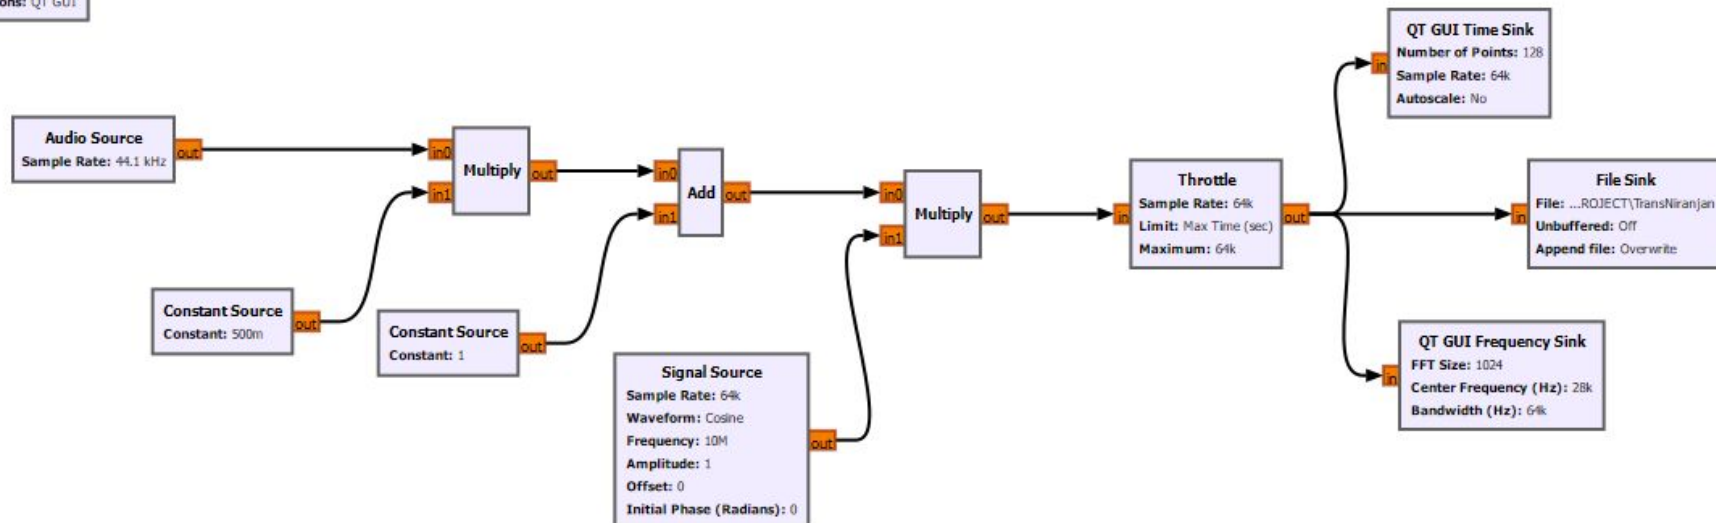 ons: QT GUI
Audio Source
Sample Rate: 44.1 kHz
out
in0
in1
Multiply
out
Constant Source
Constant: 500m
out
in0
in1
Add
out
Constant Source
Constant: 1
out
in0
in1
Multiply
out
Signal Source
Sample Rate: 64k
Waveform: Cosine
Frequency: 10M
Amplitude: 1
Offset: 0
Initial Phase (Radians): 0
out
in
Throttle
Sample Rate: 64k
Limit: Max Time (sec)
Maximum: 64k
out
in
QT GUI Time Sink
Number of Points: 128
Sample Rate: 64k
Autoscale: No
in
File Sink
File: ...ROJECT\TransNiranjan
Unbuffered: Off
Append file: Overwrite
in
QT GUI Frequency Sink
FFT Size: 1024
Center Frequency (Hz): 28k
Bandwidth (Hz): 64k